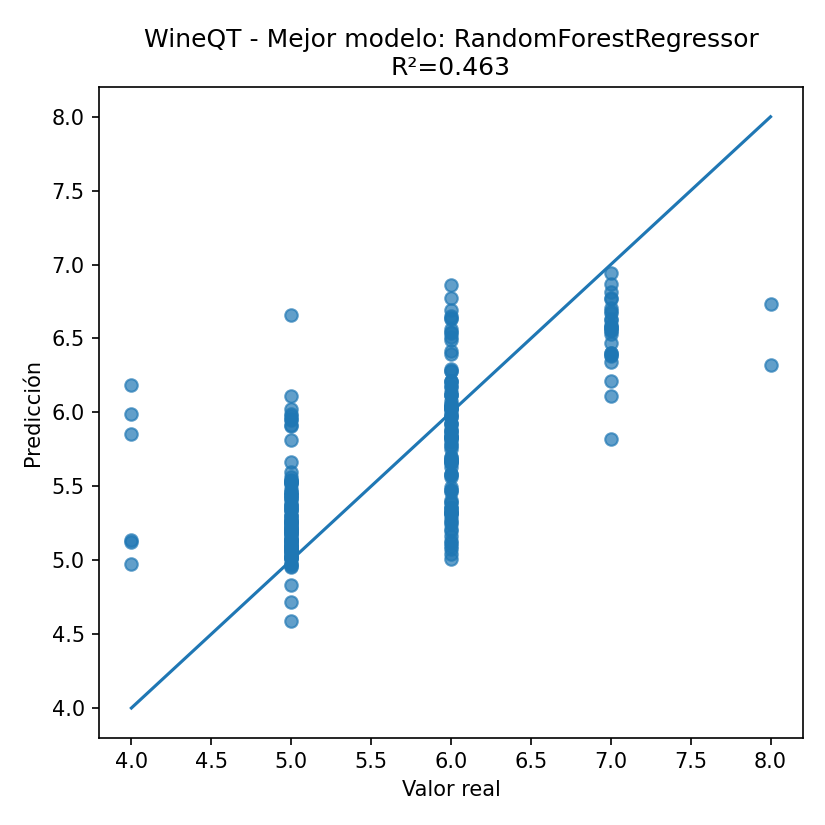 WineQT - Mejor modelo: RandomForestRegressor
R²=0.463
8.0
7.5
7.0
6.5
6.0
5.5
5.0
4.5
4.0
Predicción
4.0 4.5 5.0 5.5 6.0 6.5 7.0 7.5 8.0
Valor real